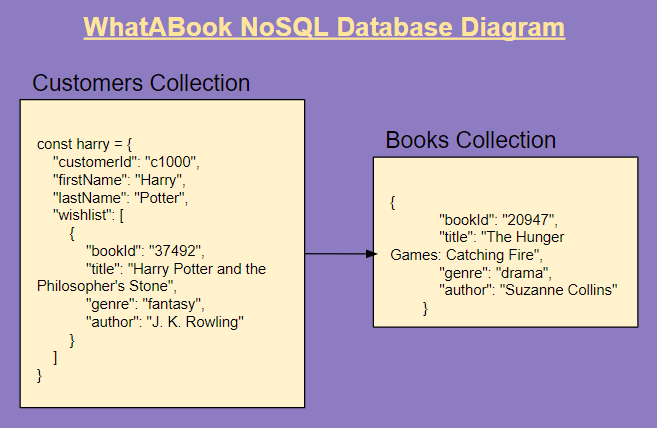 WhatABook NoSQL Database Diagram
Customers Collection
const harry = {
"customerId": "c1000",
"firstName": "Harry",
"lastName": "Potter",
"wishlist": [
{
"bookId": "37492",
"title": "Harry Potter and the
Philosopher's Stone",
"genre": "fantasy",
"author": "J. K. Rowling"
}
]
}
Books Collection
{
"bookId": "20947",
"title": "The Hunger
Games: Catching Fire",
"genre": "drama",
"author": "Suzanne Collins"
}